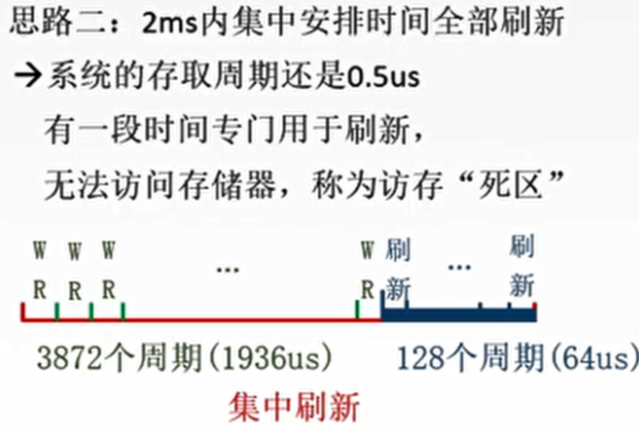 思路二：2ms内集中安排时间全部刷新
→系统的存取周期还是0.5us
有一段时间专门用于刷新，
无法访问存储器，称为访存“死区”
W W W ... W 刷 ... 刷
R R R R 新 新
3872个周期(1936us) 128个周期(64us)
集中刷新